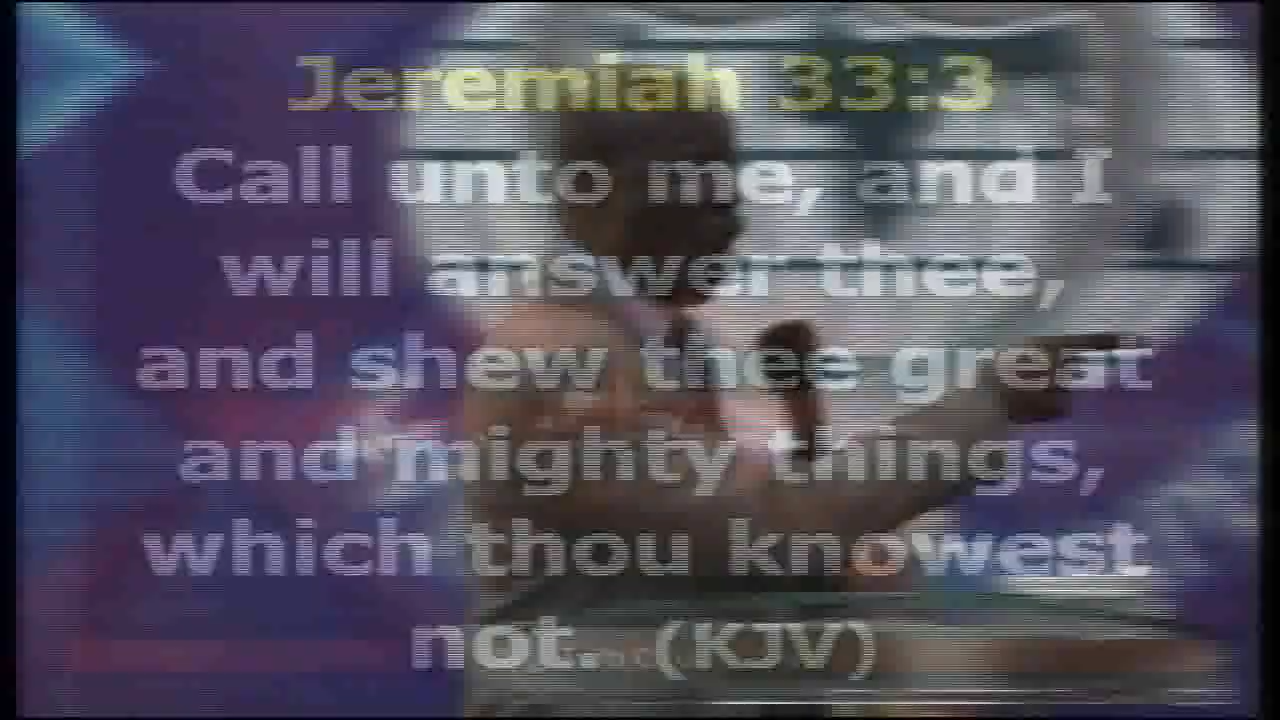 Jeremiah 33:3
Call unto me, and I
will answer thee,
and shew thee great
and mighty things,
which thou knowest
not. (KJV)